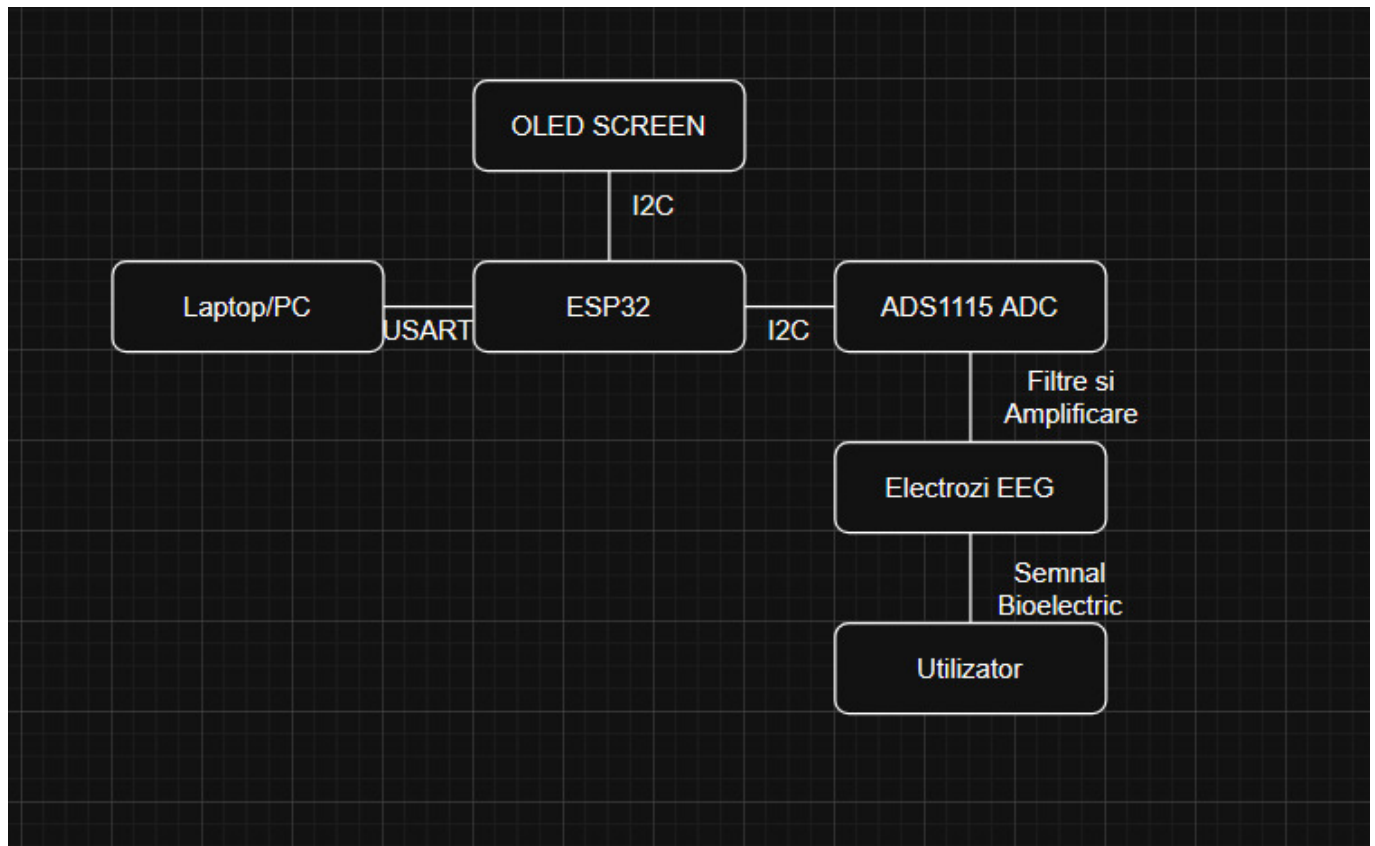 OLED SCREEN
I2C
Laptop/PC
USART
ESP32
I2C
ADS1115 ADC
Filtre si
Amplificare
Electrozi EEG
Semnal
Bioelectric
Utilizator